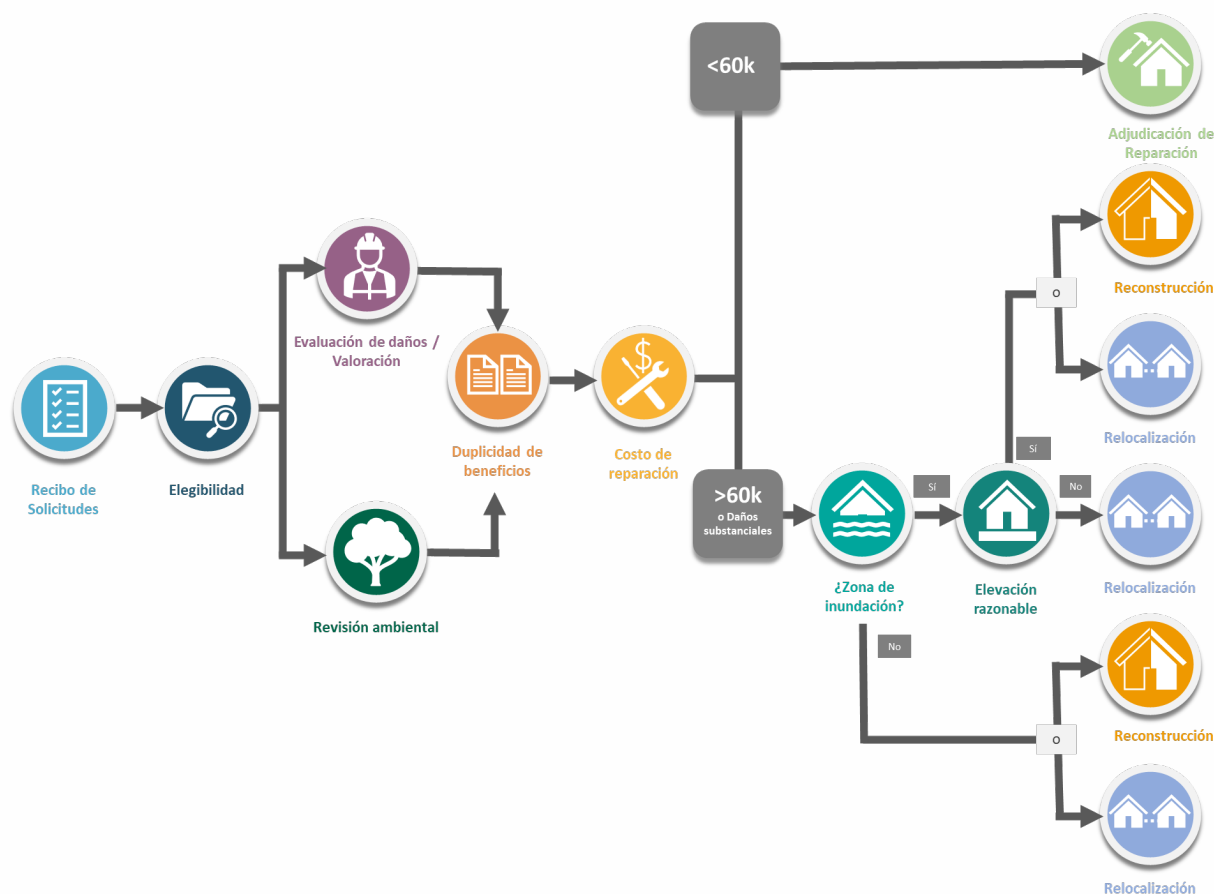 Recibo de
Solicitudes
Elegibilidad
Evaluación de daños /
Valoración
Revisión ambiental
Duplicidad de
beneficios
Costo de
reparación
<60k
Adjudicación de
Reparación
>60k
o Daños
substanciales
¿Zona de
inundación?
Sí
Elevación
razonable
Sí
O
Reconstrucción
Relocalización
No
Relocalización
No
O
Reconstrucción
Relocalización